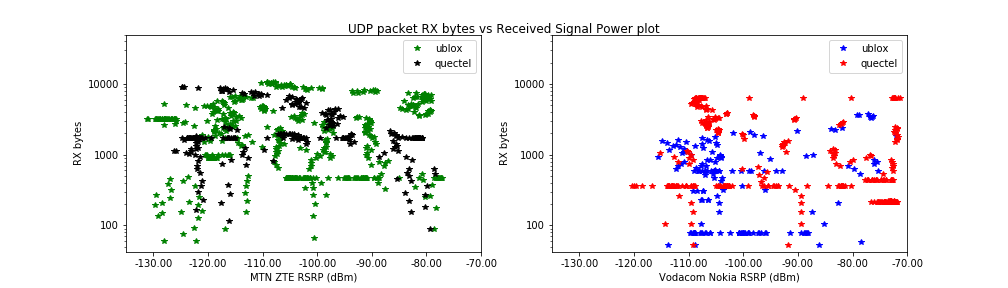 UDP packet RX bytes vs Received Signal Power plot
ublox
quectel
10000
1000
100
RX bytes
-130.00 -120.00 -110.00 -100.00 -90.00 -80.00 -70.00
MTN ZTE RSRP (dBm)
ublox
quectel
10000
1000
100
RX bytes
-130.00 -120.00 -110.00 -100.00 -90.00 -80.00 -70.00
Vodacom Nokia RSRP (dBm)